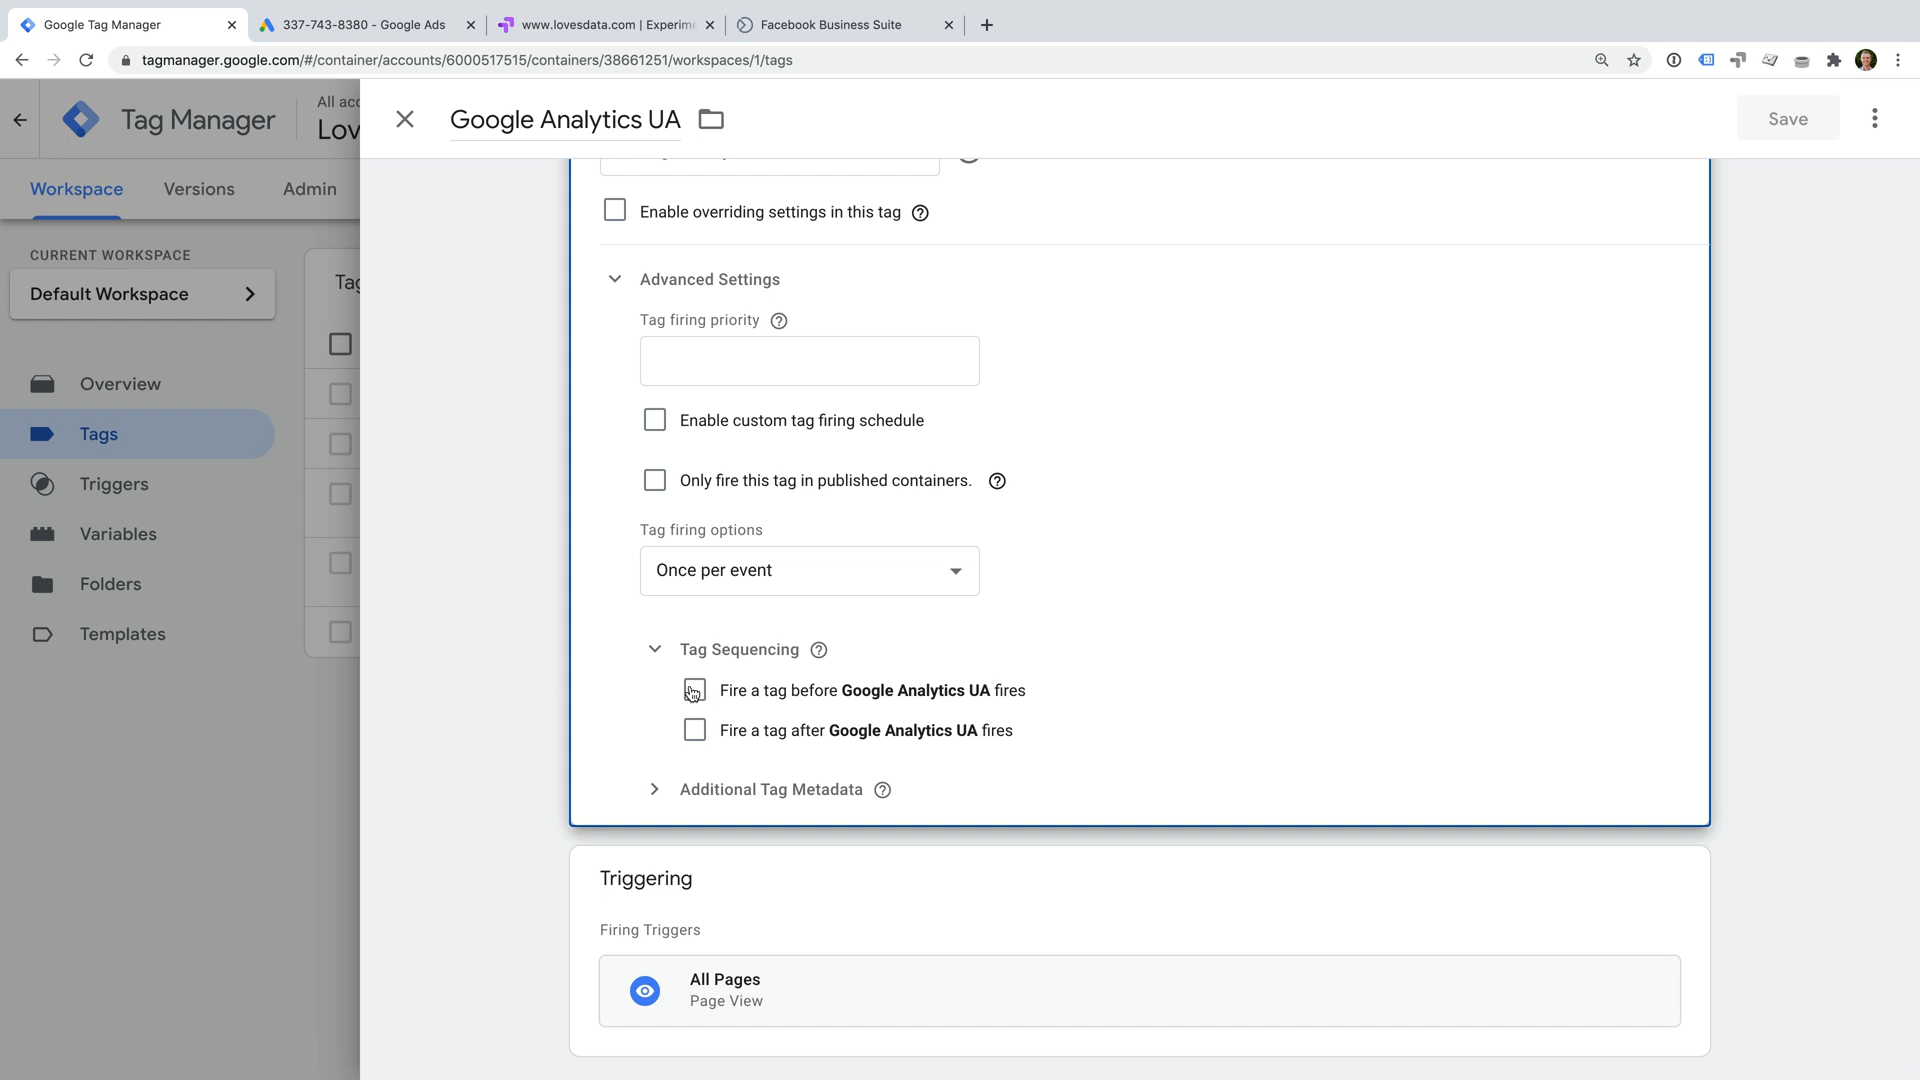 Google Tag Manager
337-743-8380 - Google Ads
www.lovesdata.com | Experime
Facebook Business Suite
tagmanager.google.com/#/container/accounts/6000517515/containers/38661251/workspaces/1/tags
Tag Manager
All acc
Lov
Google Analytics UA
Save
Workspace
Versions
Admin
Enable overriding settings in this tag
CURRENT WORKSPACE
Default Workspace
Tag
Overview
Tags
Triggers
Variables
Folders
Templates
Advanced Settings
Tag firing priority
Enable custom tag firing schedule
Only fire this tag in published containers.
Tag firing options
Once per event
Tag Sequencing
Fire a tag before Google Analytics UA fires
Fire a tag after Google Analytics UA fires
Additional Tag Metadata
Triggering
Firing Triggers
All Pages
Page View